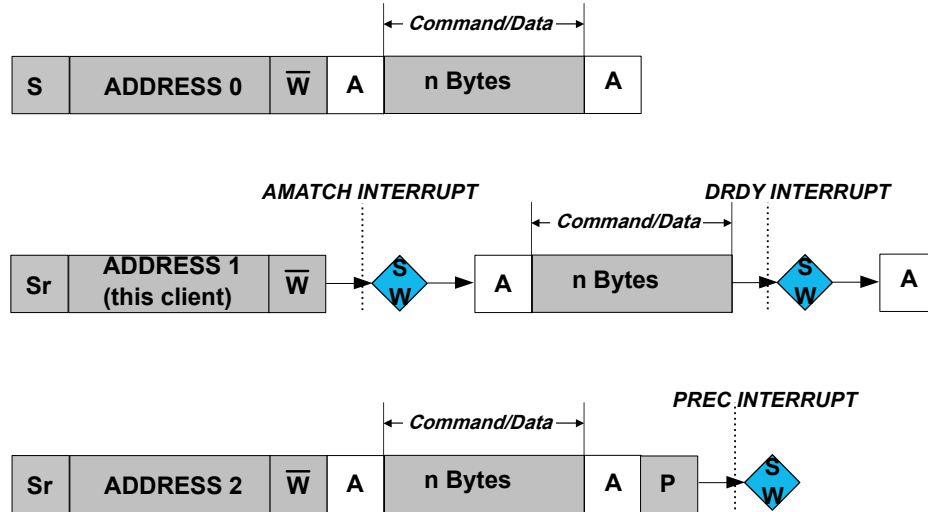 Command/Data
S ADDRESS 0 W̅ A n Bytes A
AMATCH INTERRUPT DRDY INTERRUPT
Command/Data
Sr ADDRESS 1 (this client) W̅ S W A n Bytes S W A
PREC INTERRUPT
Command/Data
Sr ADDRESS 2 W̅ A n Bytes A P S W